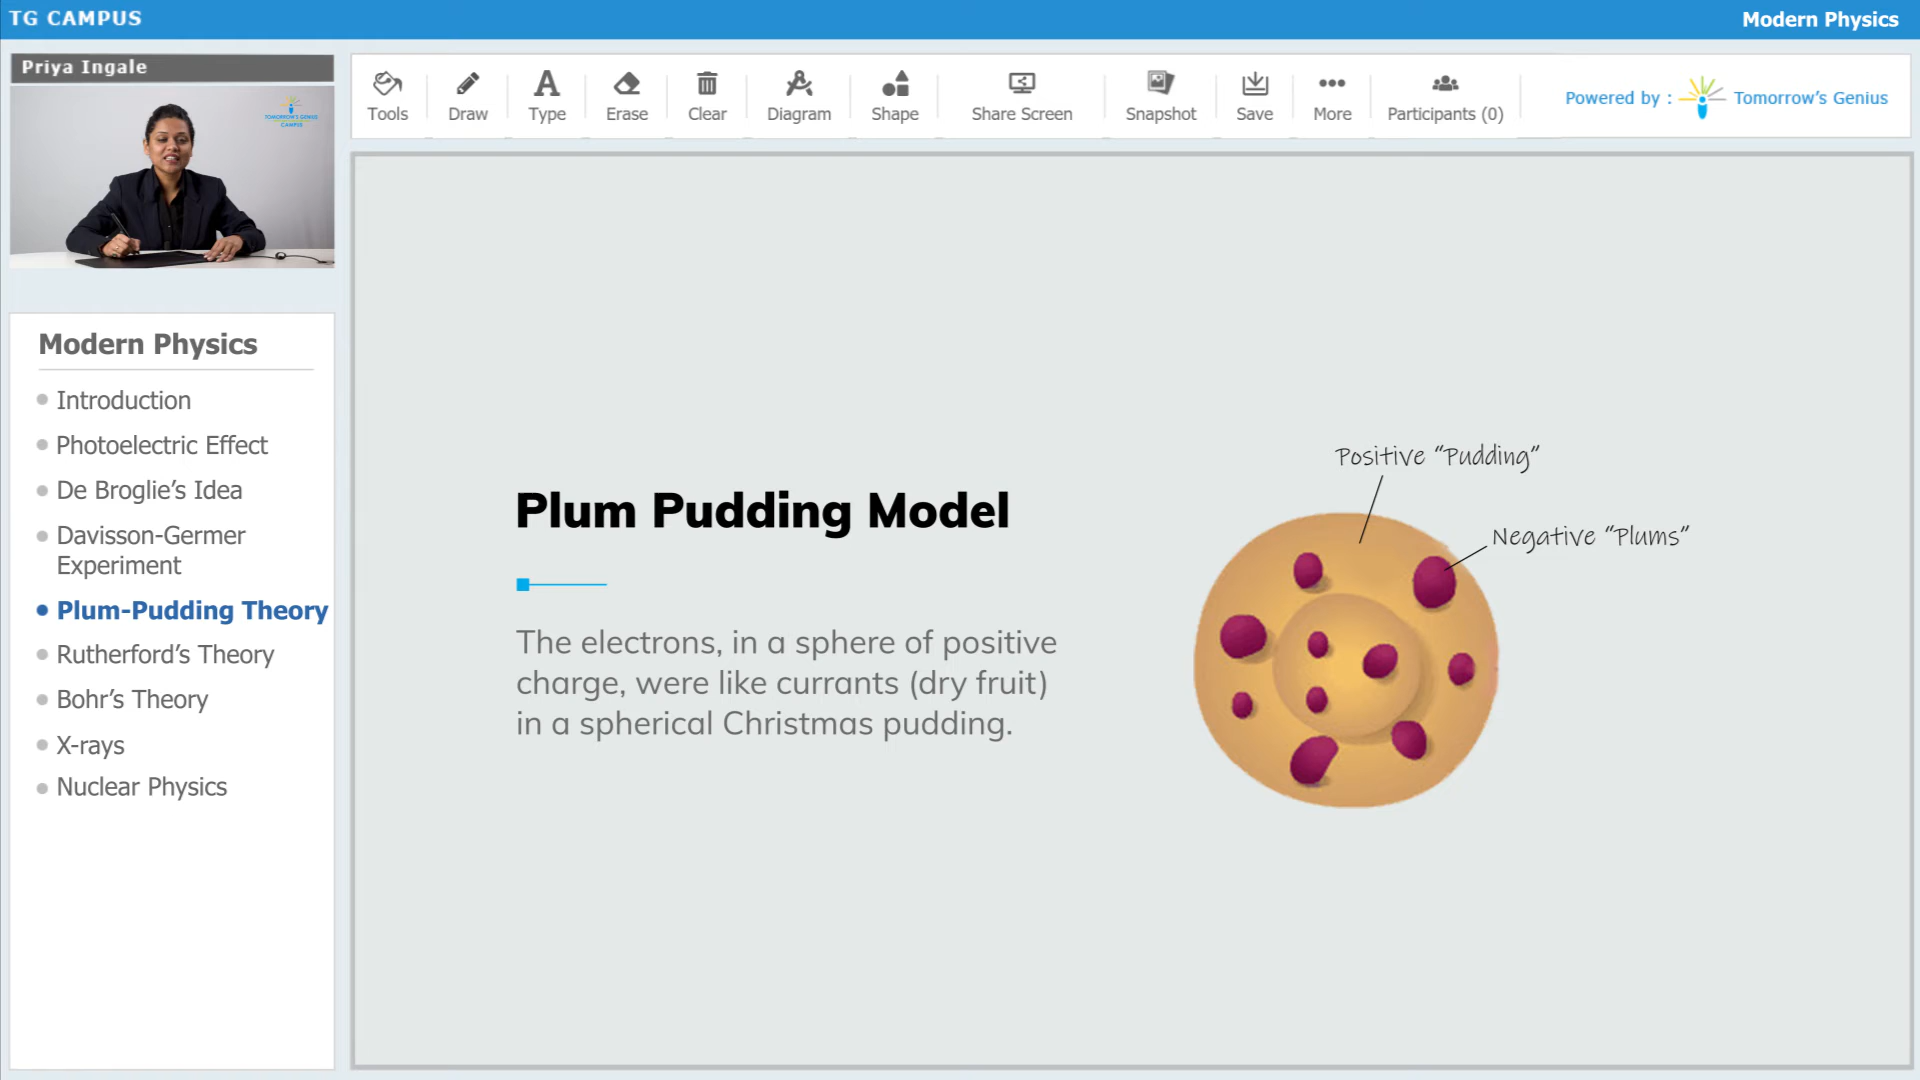 TG CAMPUS
Modern Physics
Priya Ingale
TOMORROW'S GENIUS
CAMPUS
Tools
Draw
Type
Erase
Clear
Diagram
Shape
Share Screen
Snapshot
Save
More
Participants (0)
Powered by :
Tomorrow's Genius
Modern Physics
Introduction
Photoelectric Effect
De Broglie's Idea
Davisson-Germer
Experiment
Plum-Pudding Theory
Rutherford's Theory
Bohr's Theory
X-rays
Nuclear Physics
Plum Pudding Model
The electrons, in a sphere of positive
charge, were like currants (dry fruit)
in a spherical Christmas pudding.
Positive “Pudding”
Negative “Plums”